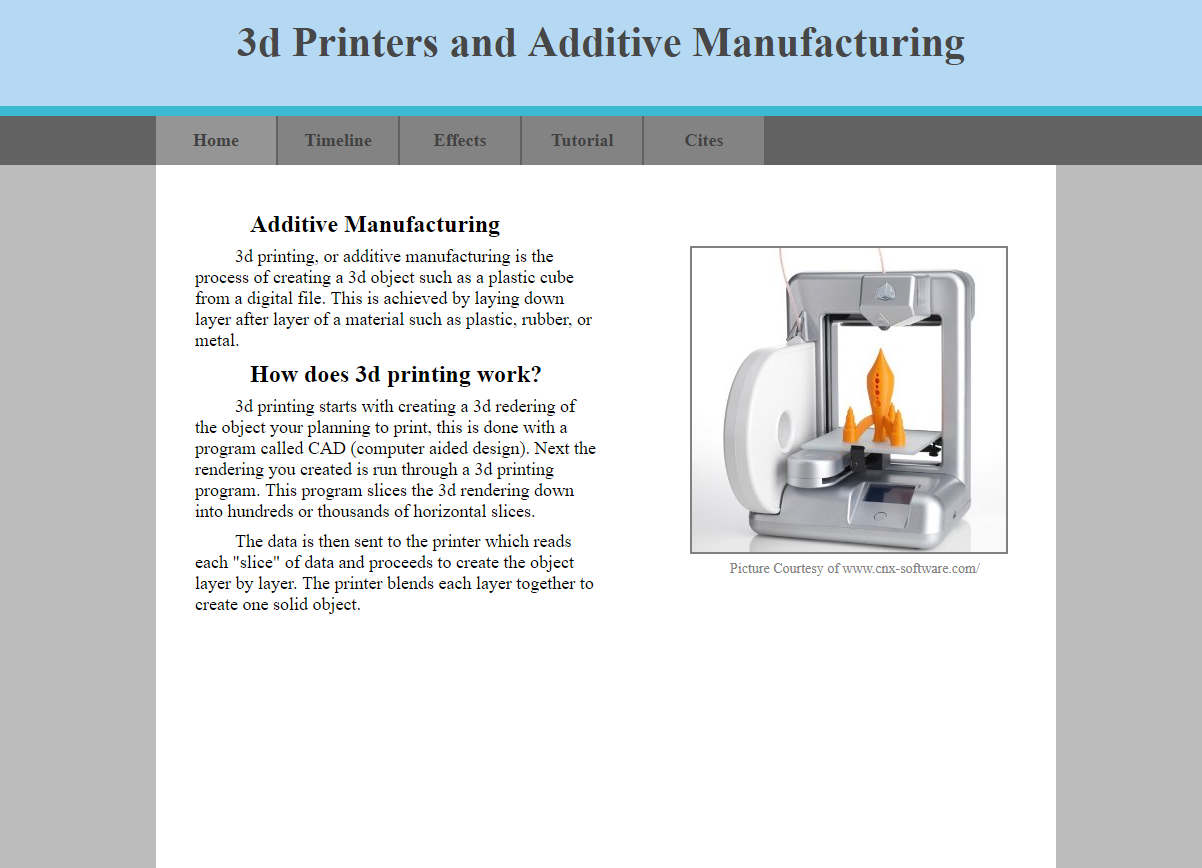 3d Printers and Additive Manufacturing
Home
Timeline
Effects
Tutorial
Cites
Additive Manufacturing
3d printing, or additive manufacturing is the
process of creating a 3d object such as a plastic cube
from a digital file. This is achieved by laying down
layer after layer of a material such as plastic, rubber, or
metal.
How does 3d printing work?
3d printing starts with creating a 3d redering of
the object your planning to print, this is done with a
program called CAD (computer aided design). Next the
rendering you created is run through a 3d printing
program. This program slices the 3d rendering down
into hundreds or thousands of horizontal slices.
The data is then sent to the printer which reads
each "slice" of data and proceeds to create the object
layer by layer. The printer blends each layer together to
create one solid object.
Picture Courtesy of www.cnx-software.com/